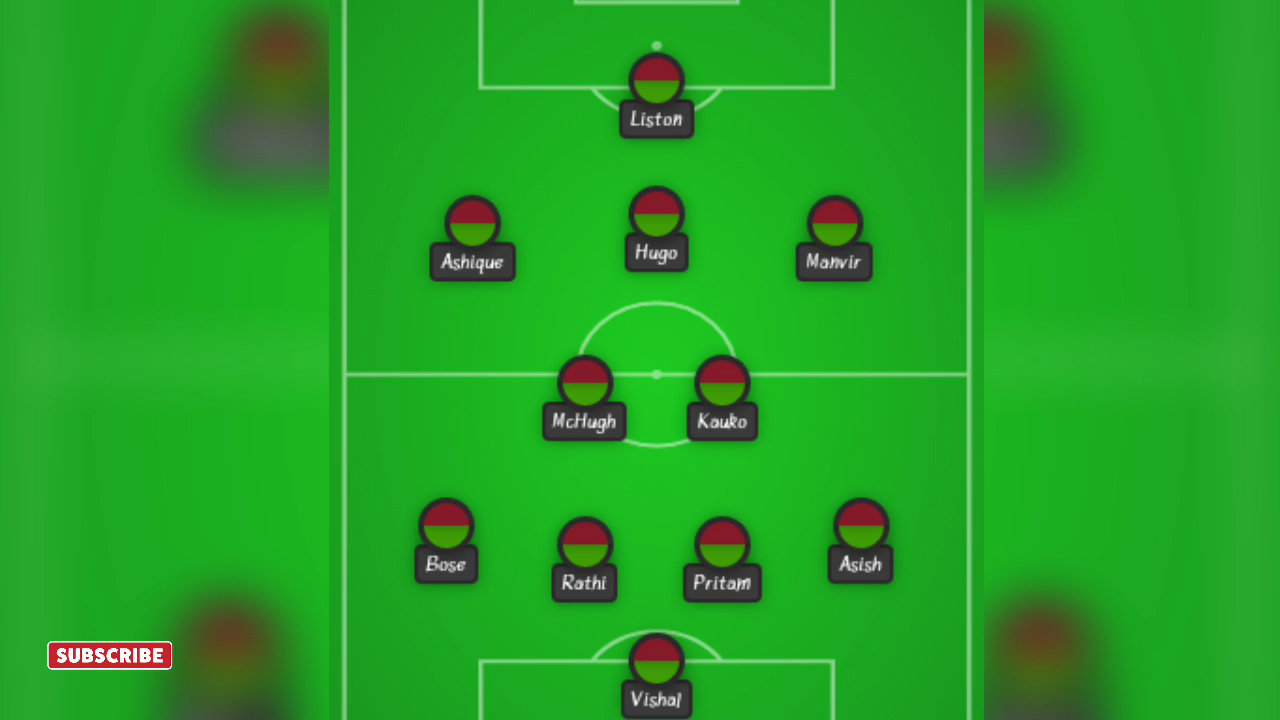 Liston
Ashique
Hugo
Manvir
McHugh
Kauko
Bose
Rathi
Pritam
Asish
Vishal
SUBSCRIBE